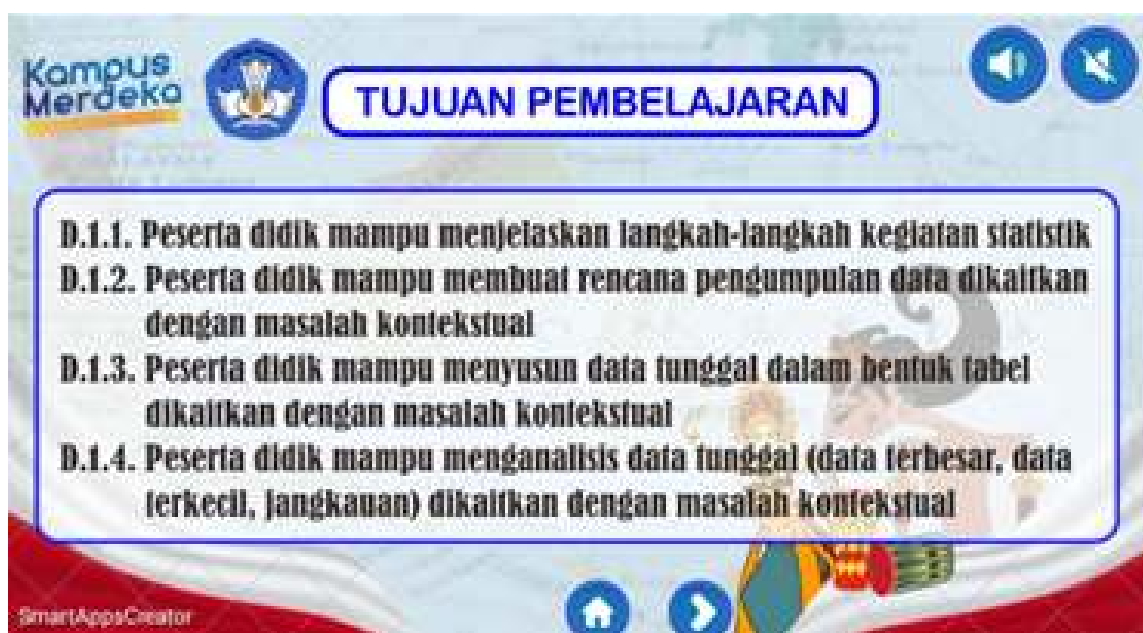 Kampus
Merdeka
TUJUAN PEMBELAJARAN
D.1.1. Peserta didik mampu menjelaskan langkah-langkah kegiatan statistik
D.1.2. Peserta didik mampu membuat rencana pengumpulan data dikaitkan
dengan masalah kontekstual
D.1.3. Peserta didik mampu menyusun data tunggal dalam bentuk tabel
dikaitkan dengan masalah kontekstual
D.1.4. Peserta didik mampu menganalisis data tunggal (data terbesar, data
terkecil, jangkauan) dikaitkan dengan masalah kontekstual
SmartAppsCreator